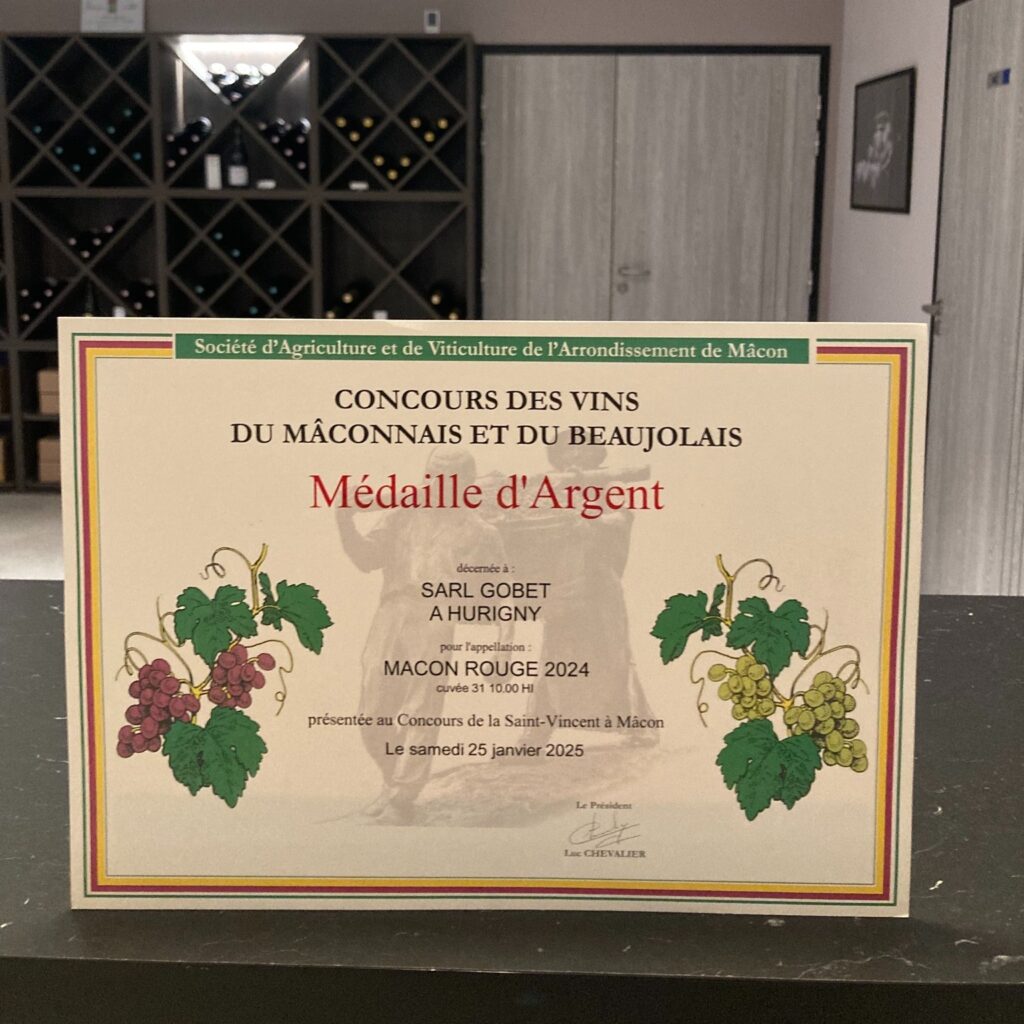 Société d'Agriculture et de Viticulture de l'Arrondissement de Mâcon
CONCOURS DES VINS
DU MÂCONNAIS ET DU BEAUJOLAIS
Médaille d'Argent
décernée à :
SARL GOBET
A HURIGNY
pour l'appellation :
MACON ROUGE 2024
cuvée 31 10.00 Hl
présentée au Concours de la Saint-Vincent à Mâcon
Le samedi 25 janvier 2025
Le Président
Luc CHEVALIER